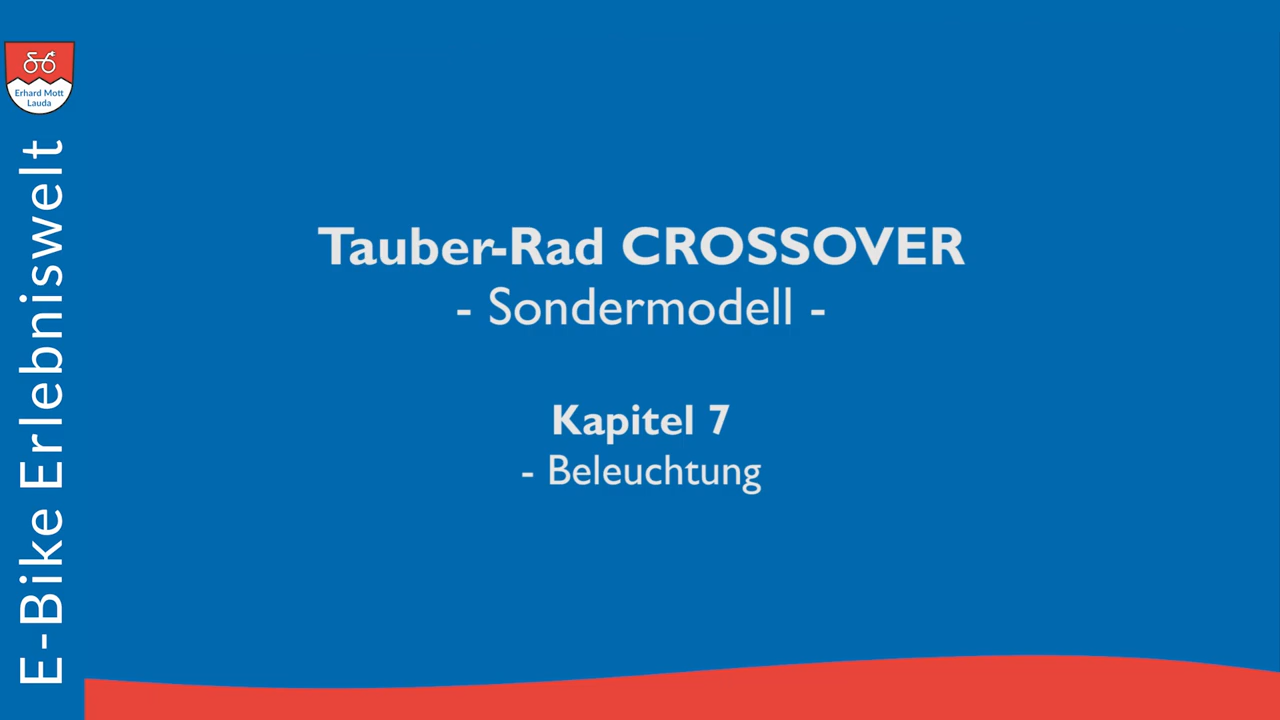 Erhard Mott
Lauda
E-Bike Erlebniswelt
Tauber-Rad CROSSOVER
- Sondermodell -
Kapitel 7
- Beleuchtung